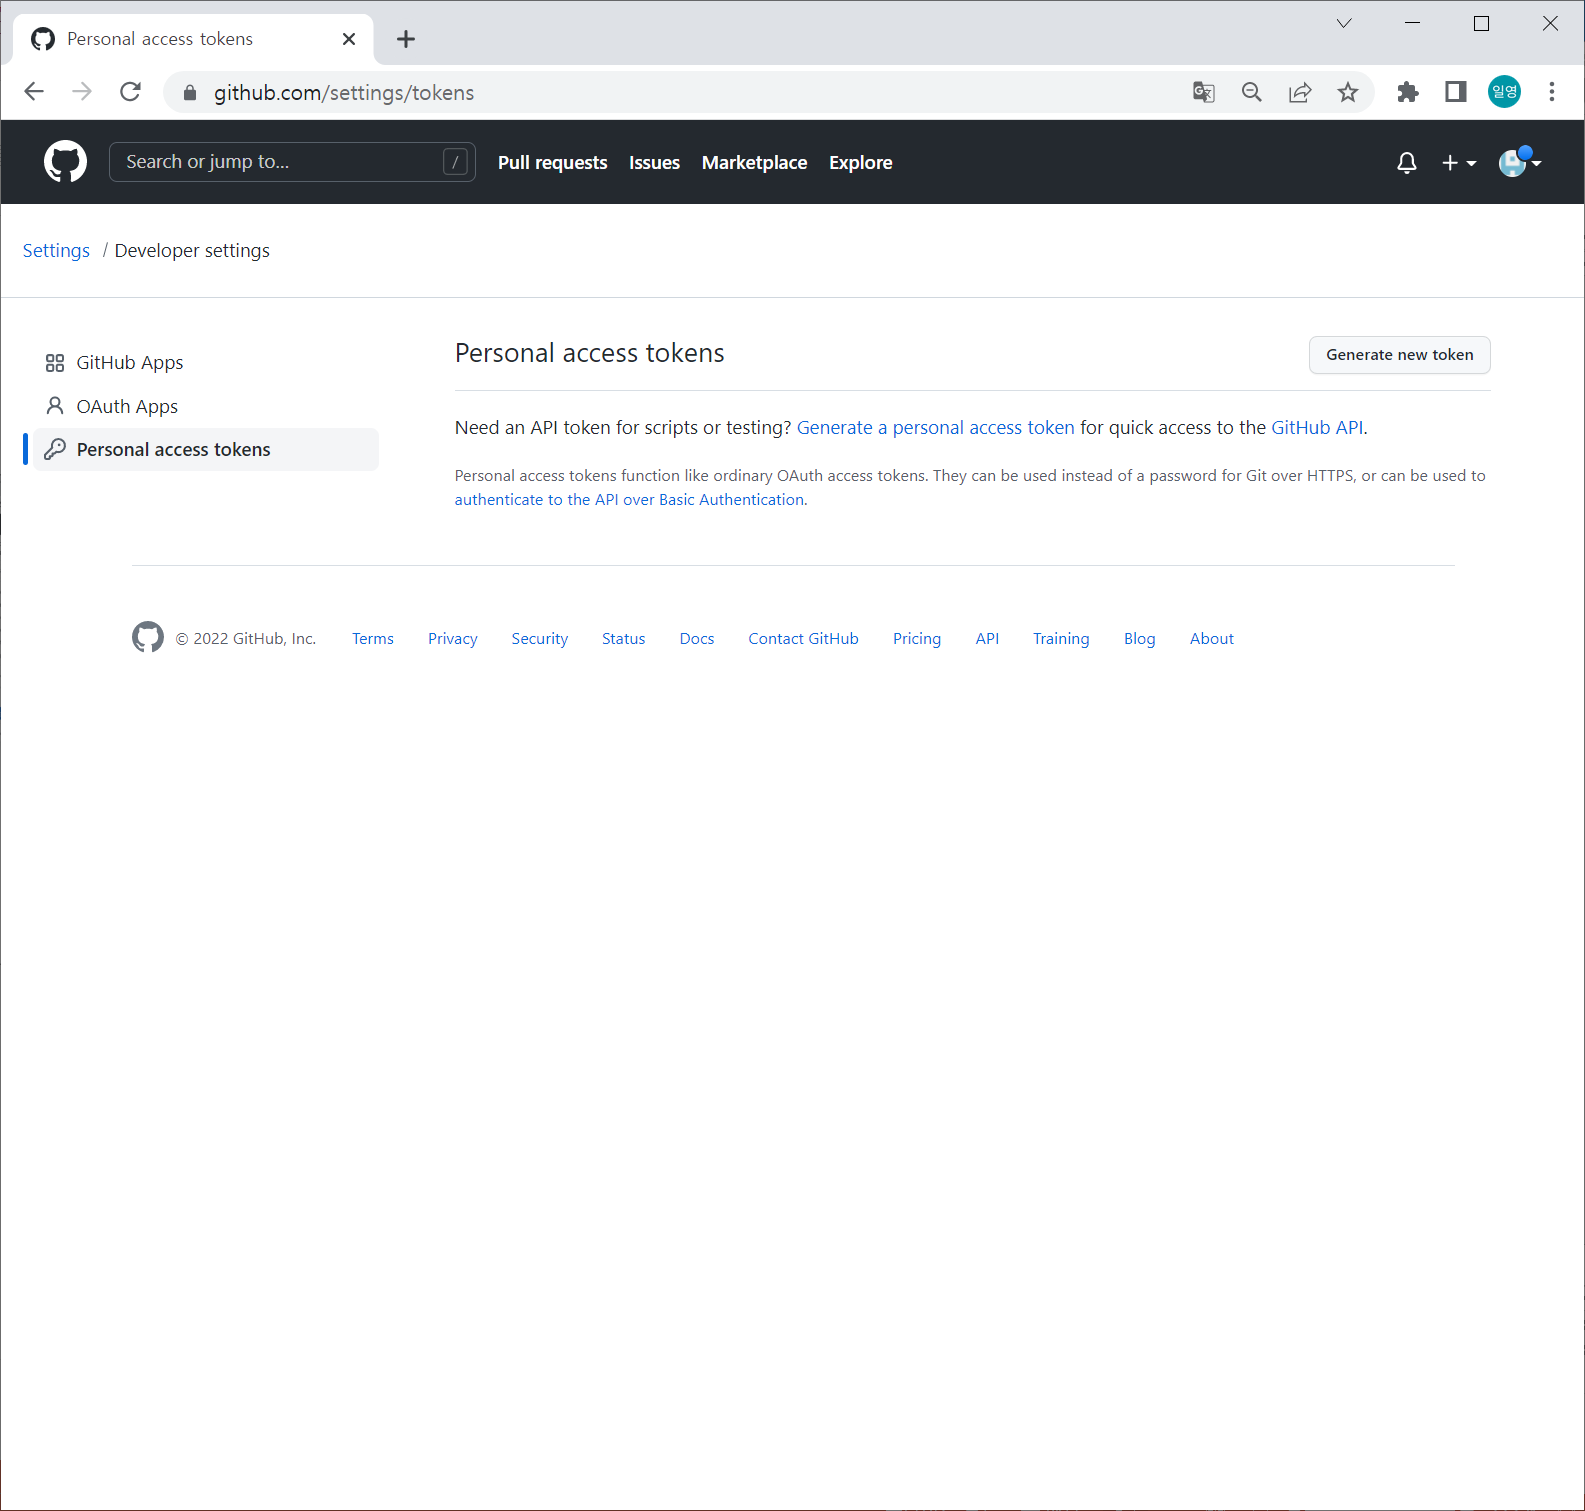 Personal access tokens
github.com/settings/tokens
일영
Search or jump to...
/
Pull requests
Issues
Marketplace
Explore
Settings / Developer settings
GitHub Apps
OAuth Apps
Personal access tokens
Personal access tokens
Generate new token
Need an API token for scripts or testing? Generate a personal access token for quick access to the GitHub API.
Personal access tokens function like ordinary OAuth access tokens. They can be used instead of a password for Git over HTTPS, or can be used to
authenticate to the API over Basic Authentication.
© 2022 GitHub, Inc.
Terms
Privacy
Security
Status
Docs
Contact GitHub
Pricing
API
Training
Blog
About